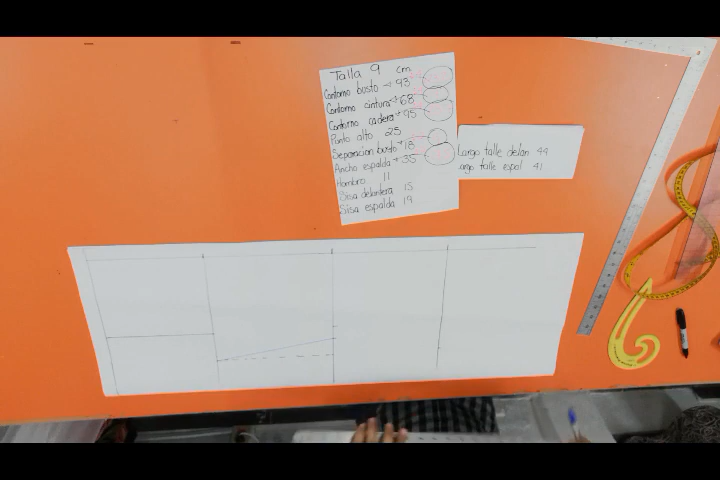 Talla 9 cm
Contorno busto → 93
Contorno cintura → 68
Contorno cadera → 95
Punto alto 25
Separacion busto → 18
Ancho espalda → 35
Hombro 11
Sisa delantera 15
Sisa espalda 19
Largo talle delan 44
Largo talle espal 41